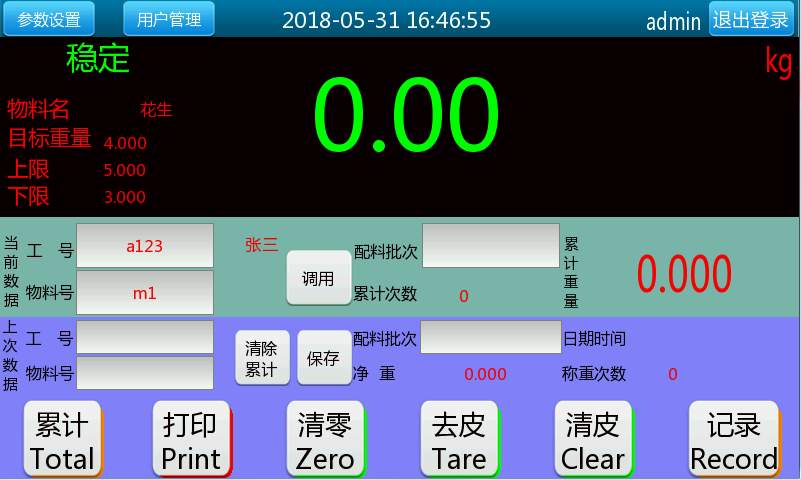 参数设置 用户管理 2018-05-31 16:46:55 admin 退出登录
稳定 kg
0.00
物料名 花生
目标重量 4.000
上限 5.000
下限 3.000
当前数据 工 号 a123 张三 调用 配料批次 累计重量 0.000
物料号 m1 累计次数 0
上次数据 工 号 清除累计 保存 配料批次 日期时间
物料号 净 重 0.000 称重次数 0
累计 打印 清零 去皮 清皮 记录
Total Print Zero Tare Clear Record